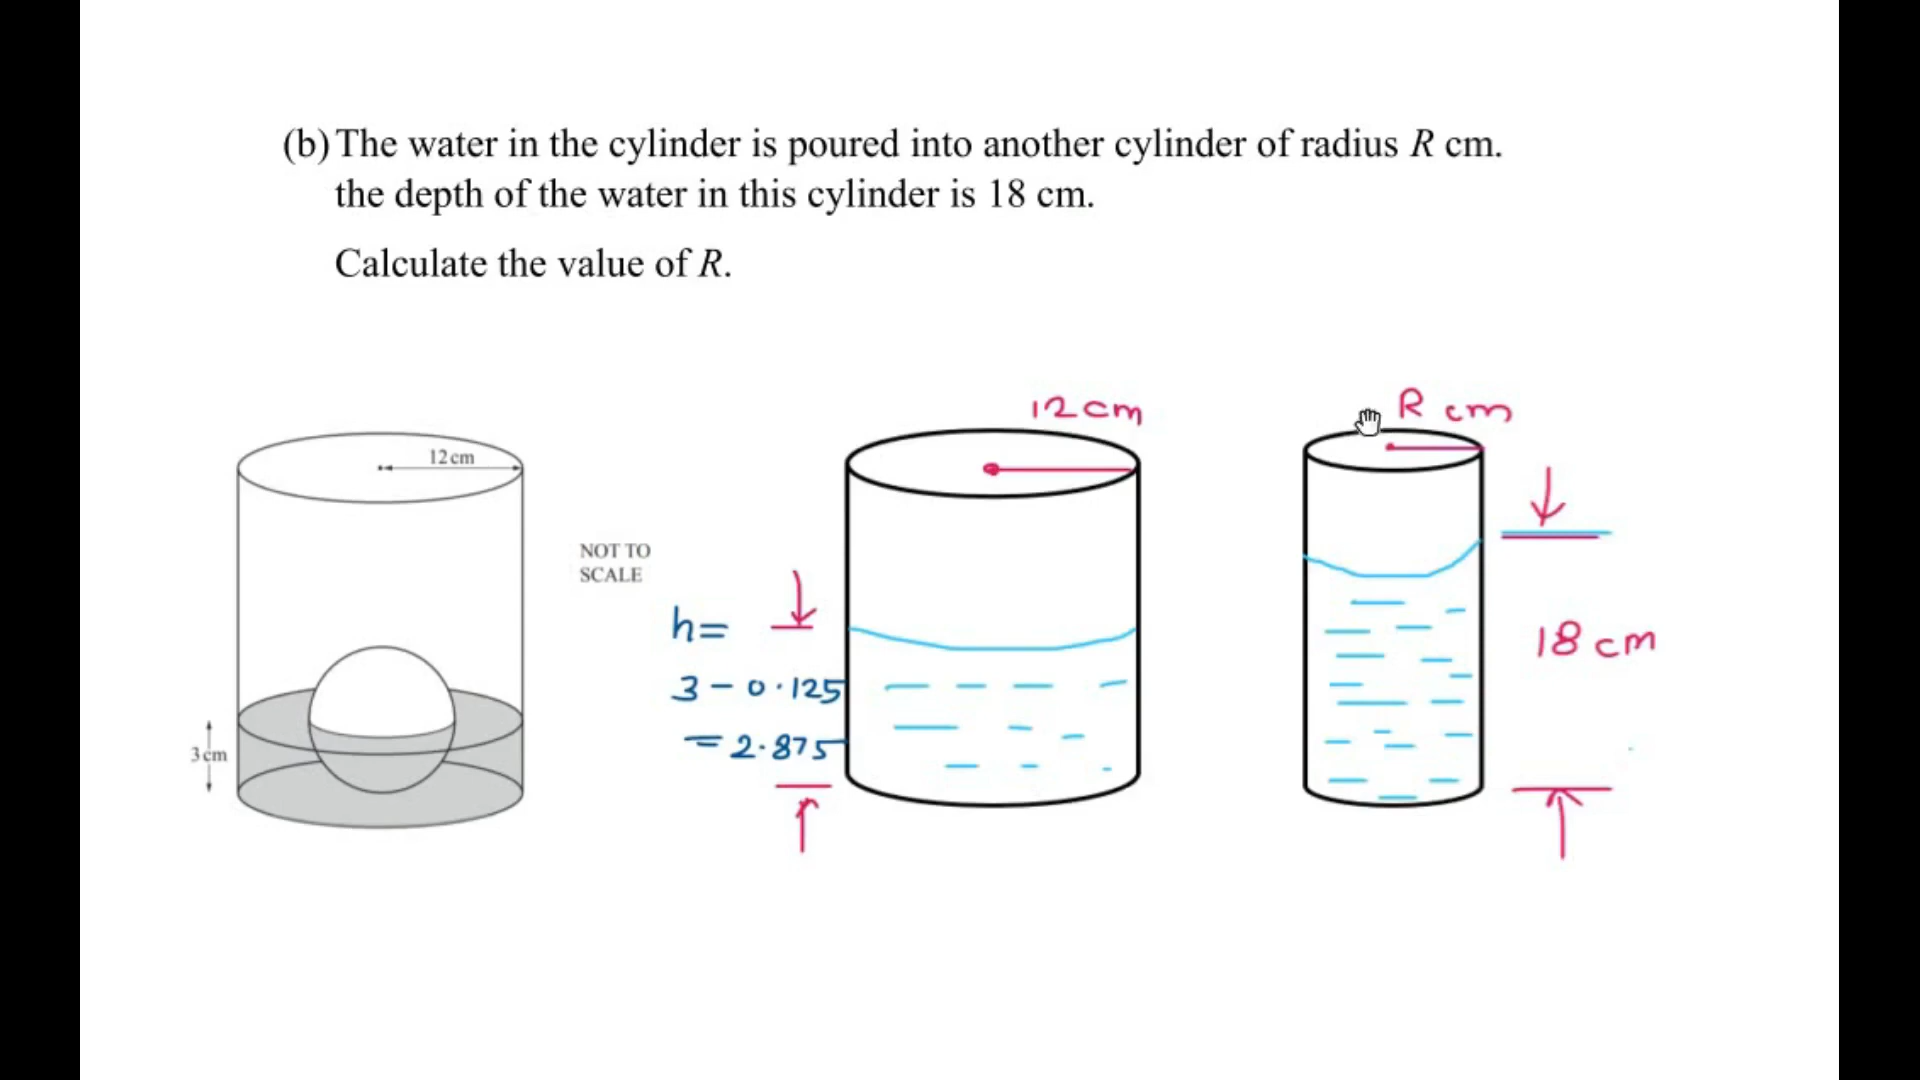 (b) The water in the cylinder is poured into another cylinder of radius R cm.
the depth of the water in this cylinder is 18 cm.
Calculate the value of R.
12 cm
NOT TO
SCALE
3 cm
12 cm
h=
3 - 0.125
= 2.875
R cm
18 cm